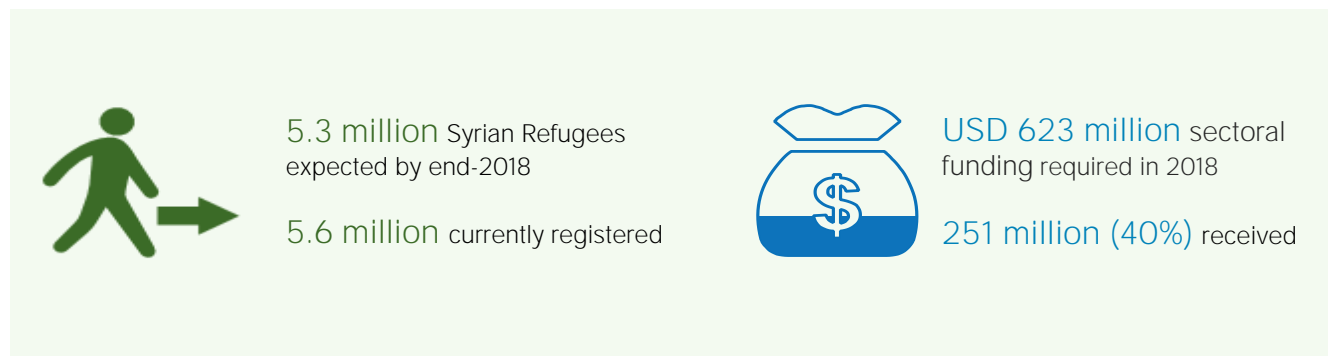 5.3 million Syrian Refugees
expected by end-2018
5.6 million currently registered
$
USD 623 million sectoral
funding required in 2018
251 million (40%) received